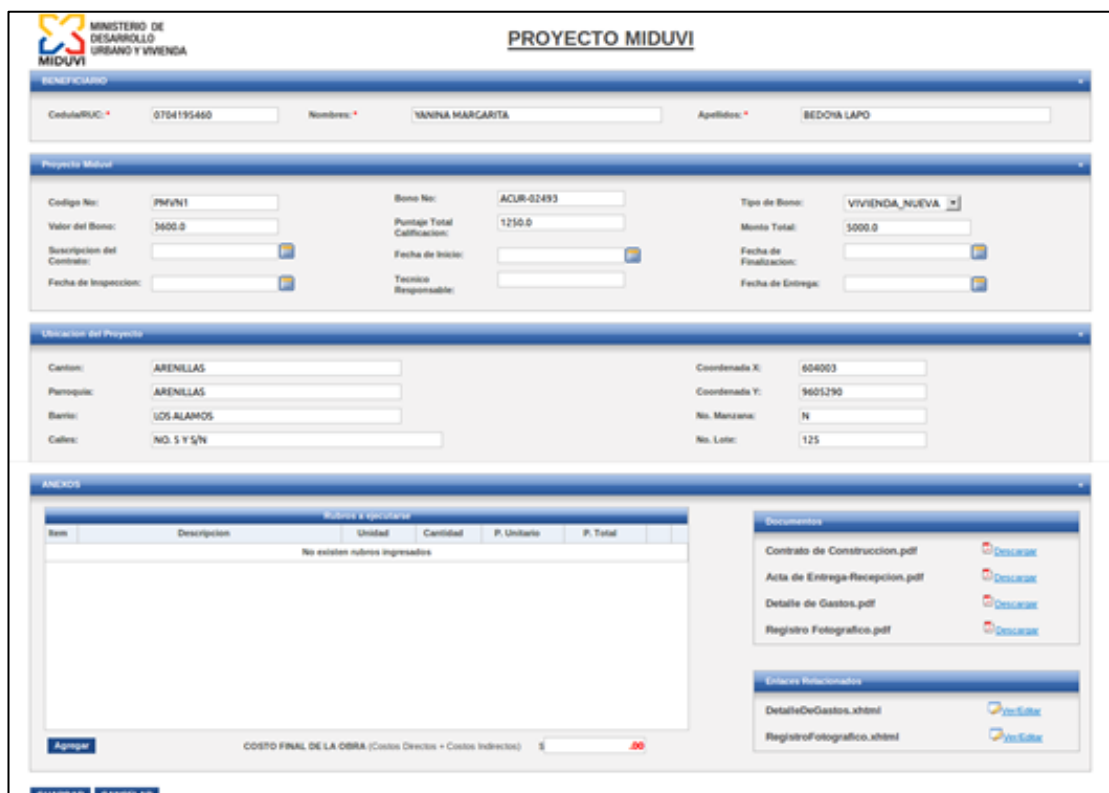 MINISTERIO DE
DESARROLLO
URBANO Y VIVIENDA
MIDUVI
PROYECTO MIDUVI
BENEFICIARIO
Cedula/RUC: * 0704195460 Nombres: * YANINA MARGARITA Apellidos: * BEDOYA LAPO
Proyecto Miduvi
Codigo No: PMVN1 Bono No: ACUR-02493 Tipo de Bono: VIVIENDA_NUEVA
Valor del Bono: 3600.0 Puntaje Total Calificacion: 1250.0 Monto Total: 5000.0
Suscripcion del Contrato: Fecha de Inicio: Fecha de Finalizacion:
Fecha de Inspeccion: Tecnico Responsable: Fecha de Entrega:
Ubicacion del Proyecto
Canton: ARENILLAS Coordenada X: 604003
Parroquia: ARENILLAS Coordenada Y: 9605290
Barrio: LOS ALAMOS No. Manzana: N
Calles: NO. 5 Y S/N No. Lote: 125
ANEXOS
Rubros a ejecutarse
Item Descripcion Unidad Cantidad P. Unitario P. Total
No existen rubros ingresados
Agregar COSTO FINAL DE LA OBRA (Costos Directos + Costos Indirectos) $ .00
Documentos
Contrato de Construccion.pdf Descargar
Acta de Entrega-Recepcion.pdf Descargar
Detalle de Gastos.pdf Descargar
Registro Fotografico.pdf Descargar
Enlaces Relacionados
DetalleDeGastos.xhtml Ver/Editar
RegistroFotografico.xhtml Ver/Editar
GUARDAR CANCELAR